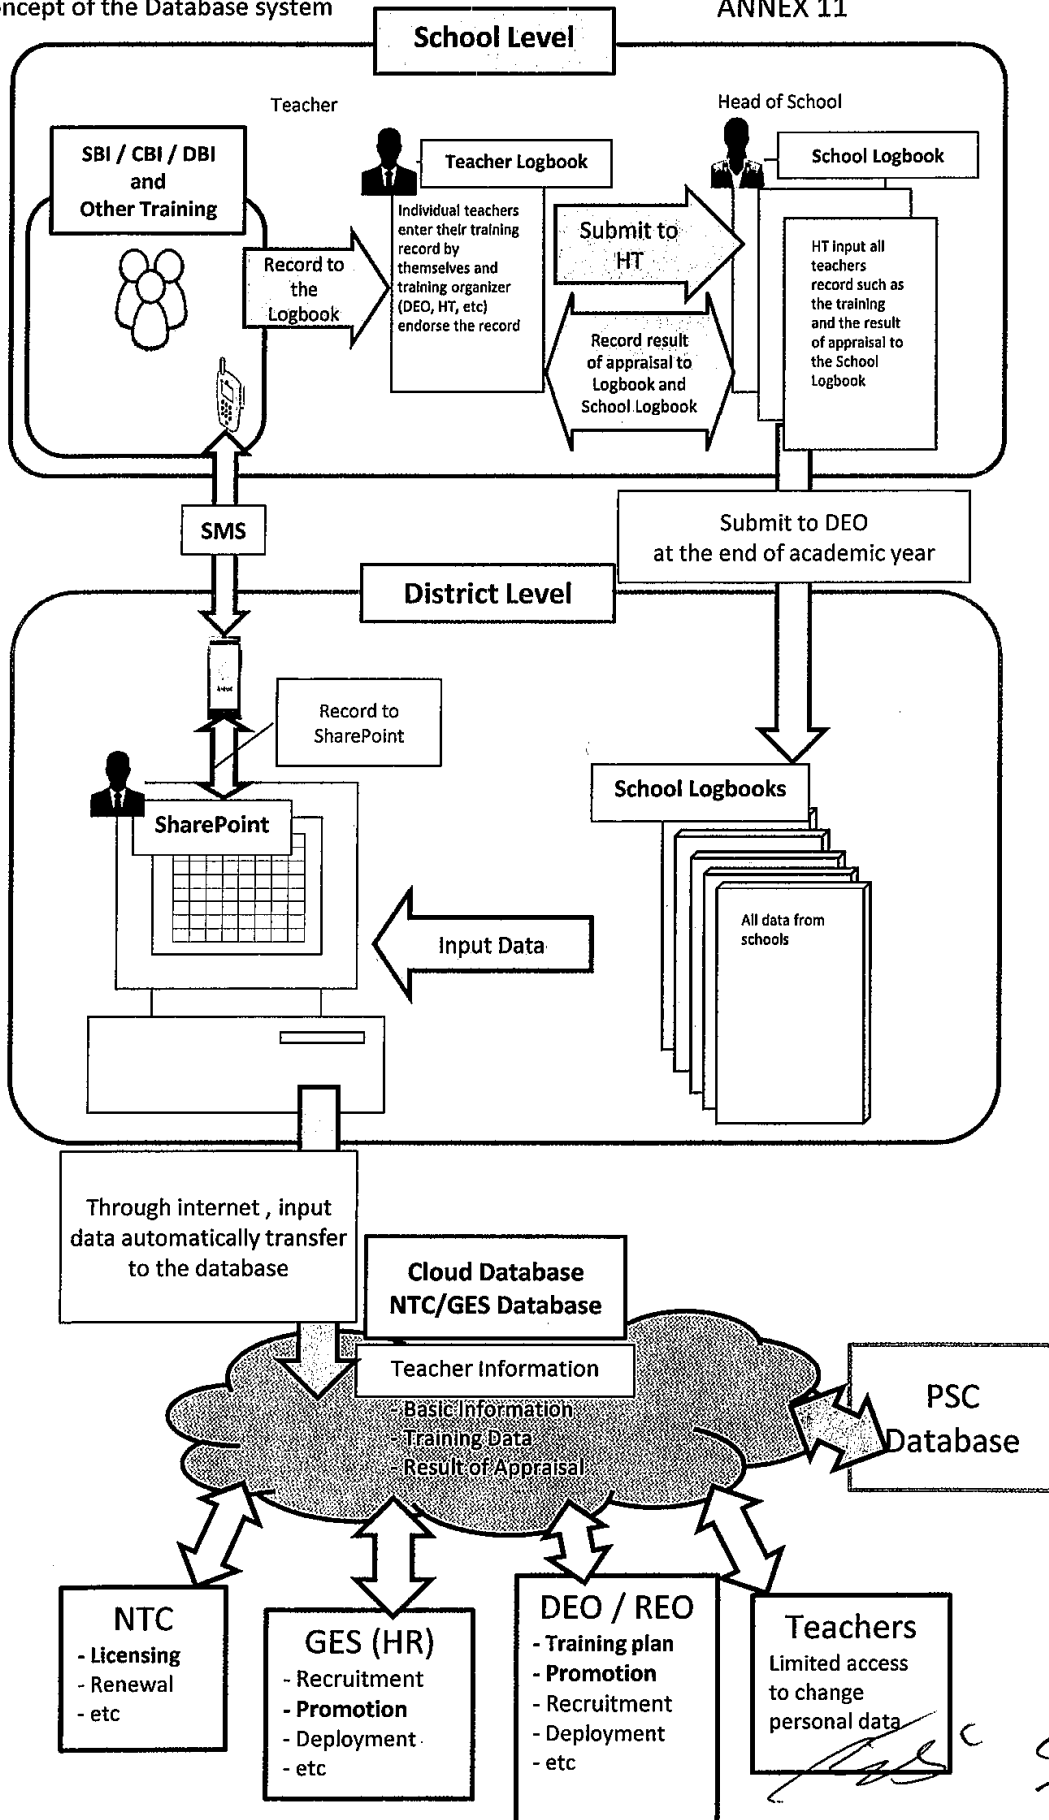 oncept of the Database system
ANNEX 11
School Level
Teacher
Head of School
SBI / CBI / DBI
and
Other Training
Teacher Logbook
School Logbook
Record to
the
Logbook
Individual teachers
enter their training
record by
themselves and
training organizer
(DEO, HT, etc)
endorse the record
Submit to
HT
Record result
of appraisal to
Logbook and
School Logbook
HT input all
teachers
record such as
the training
and the result
of appraisal to
the School
Logbook
SMS
Submit to DEO
at the end of academic year
District Level
Record to
SharePoint
SharePoint
School Logbooks
All data from
schools
Input Data
Through internet , input
data automatically transfer
to the database
Cloud Database
NTC/GES Database
Teacher Information
- Basic Information
- Training Data
- Result of Appraisal
PSC
Database
NTC
- Licensing
- Renewal
- etc
GES (HR)
- Recruitment
- Promotion
- Deployment
- etc
DEO / REO
- Training plan
- Promotion
- Recruitment
- Deployment
- etc
Teachers
Limited access
to change
personal data